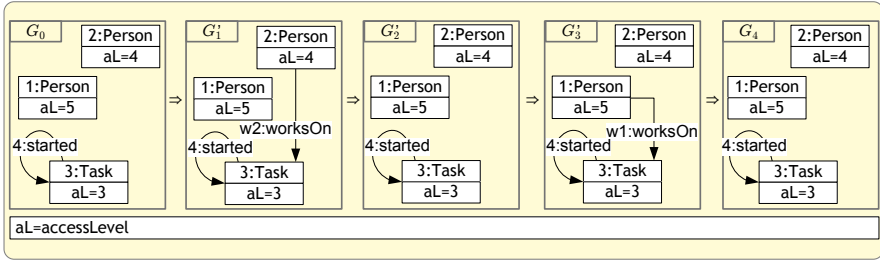 G₀
2:Person
aL=4
1:Person
aL=5
4:started
3:Task
aL=3
⇒
G₁'
2:Person
aL=4
1:Person
aL=5
w2:worksOn
4:started
3:Task
aL=3
⇒
G₂'
2:Person
aL=4
1:Person
aL=5
4:started
3:Task
aL=3
⇒
G₃'
2:Person
aL=4
1:Person
aL=5
w1:worksOn
4:started
3:Task
aL=3
⇒
G₄
2:Person
aL=4
1:Person
aL=5
4:started
3:Task
aL=3
aL=accessLevel